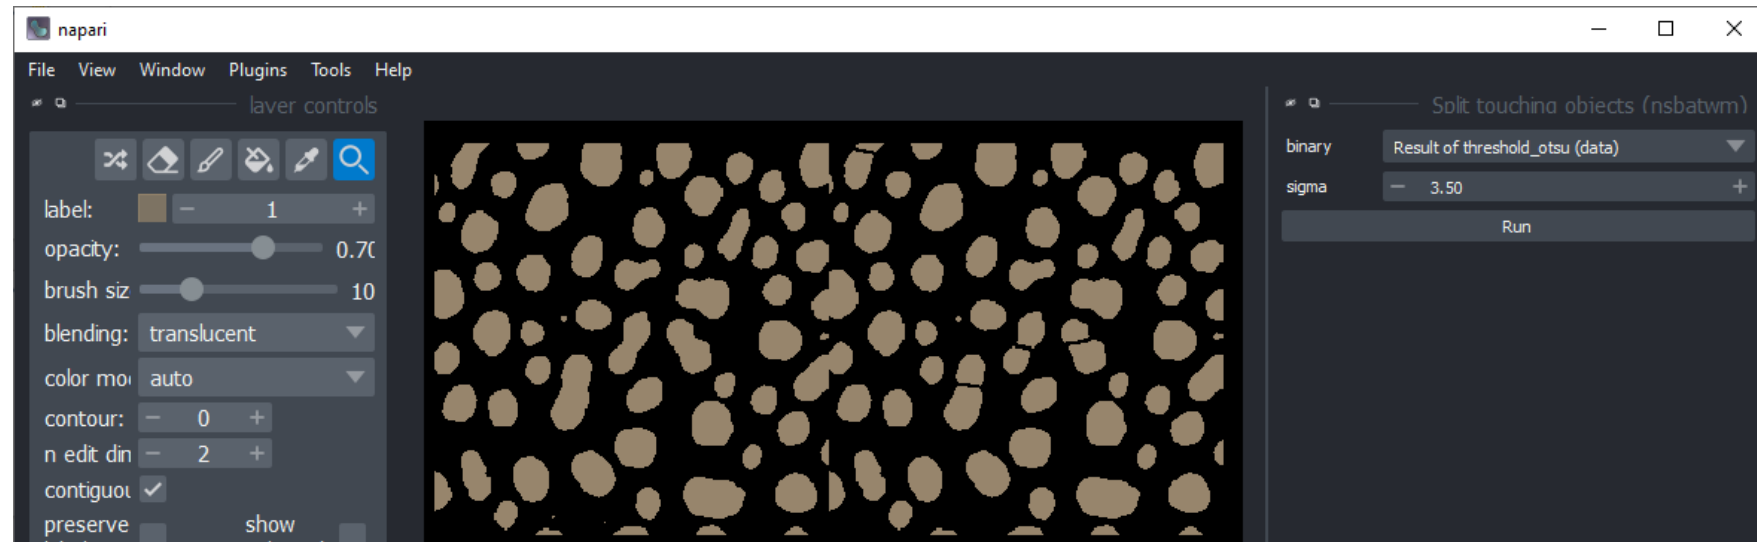 napari
File View Window Plugins Tools Help
layer controls
label: 1
opacity: 0.70
brush siz 10
blending: translucent
color mo auto
contour: 0
n edit din 2
contiguou
preserve show
Split touching objects (nsbatwm)
binary Result of threshold_otsu (data)
sigma 3.50
Run